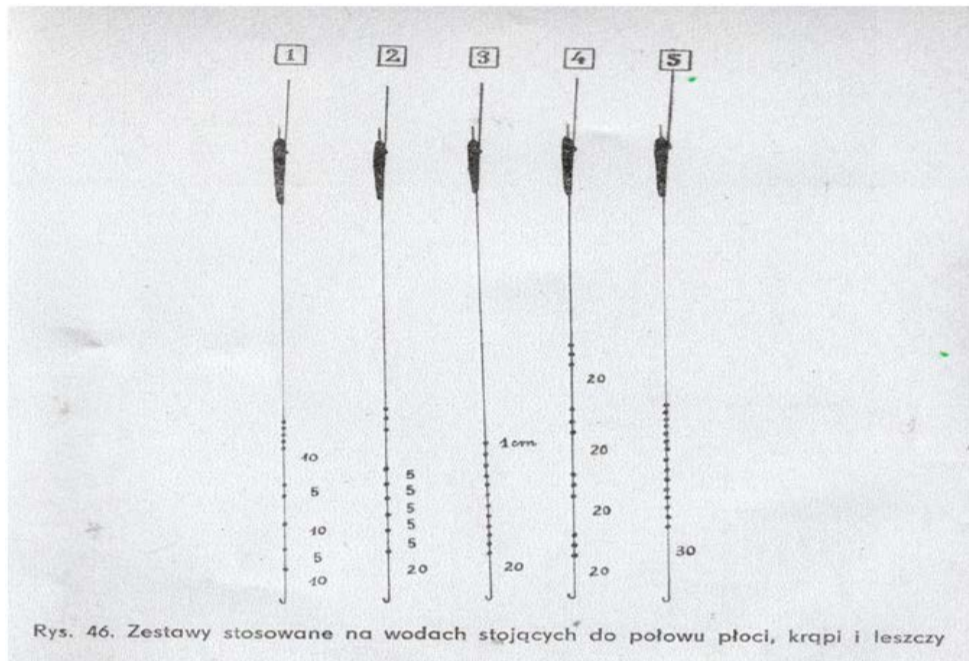 1 2 3 4 5
20
1cm
10 20
5
5 5
5 20
10 5
5 5 30
10 20 20 20
Rys. 46. Zestawy stosowane na wodach stojących do połowu płoci, krąpi i leszczy